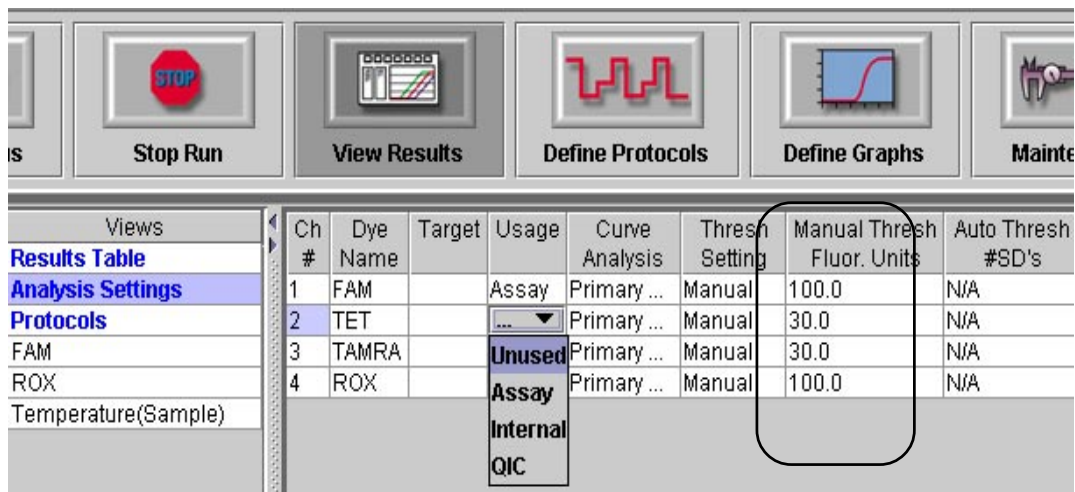 STOP
ns Stop Run View Results Define Protocols Define Graphs Mainte
Views
Results Table
Analysis Settings
Protocols
FAM
ROX
Temperature(Sample)
Ch # Dye Name Target Usage Curve Analysis Thresh Setting Manual Thresh Fluor. Units Auto Thresh #SD's
1 FAM Assay Primary ... Manual 100.0 N/A
2 TET ... Primary ... Manual 30.0 N/A
3 TAMRA Primary ... Manual 30.0 N/A
4 ROX Primary ... Manual 100.0 N/A
Unused
Assay
Internal
QIC